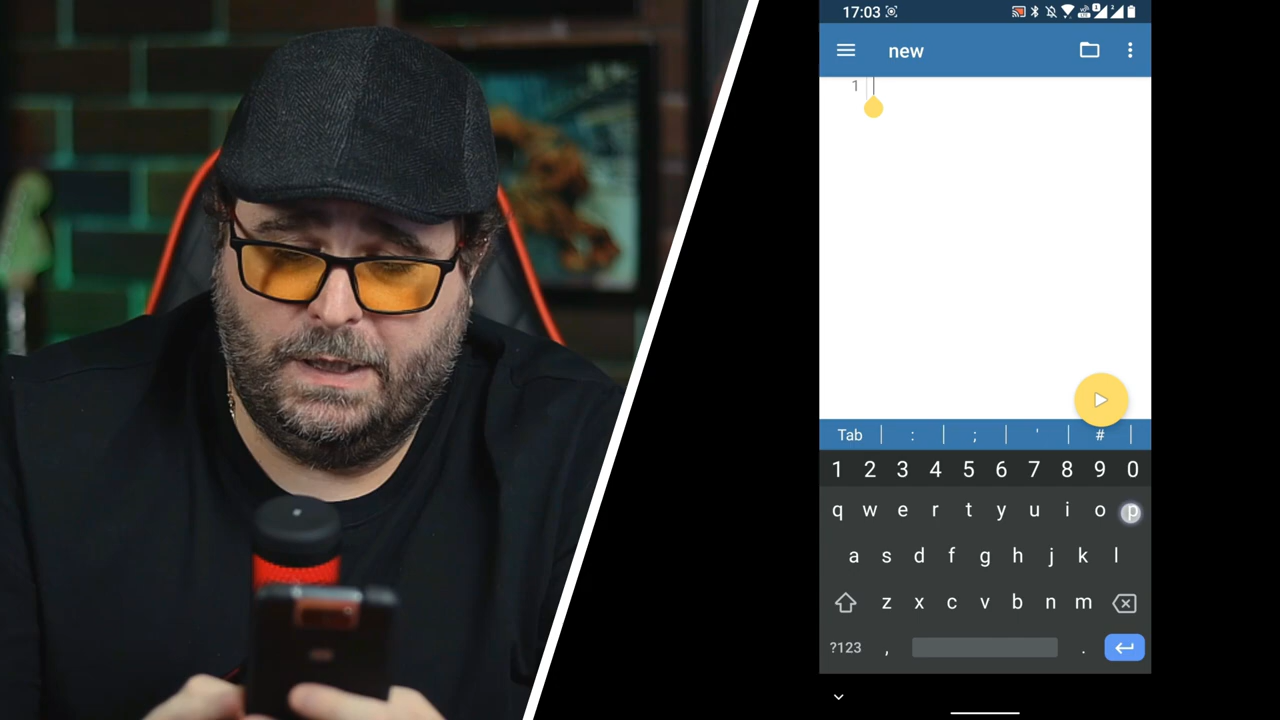 17:03
new
1
Tab : ; ' #
1 2 3 4 5 6 7 8 9 0
q w e r t y u i o p
a s d f g h j k l
z x c v b n m
?123 , .